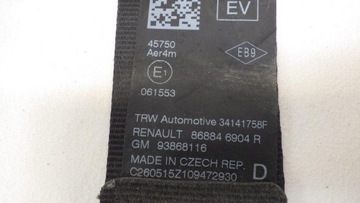 EV
45750
Aer4m
EB9
E1
061553
TRW Automotive 34141758F
RENAULT 86884 6904 R
GM 93868116
MADE IN CZECH REP. D
C260515Z109472930